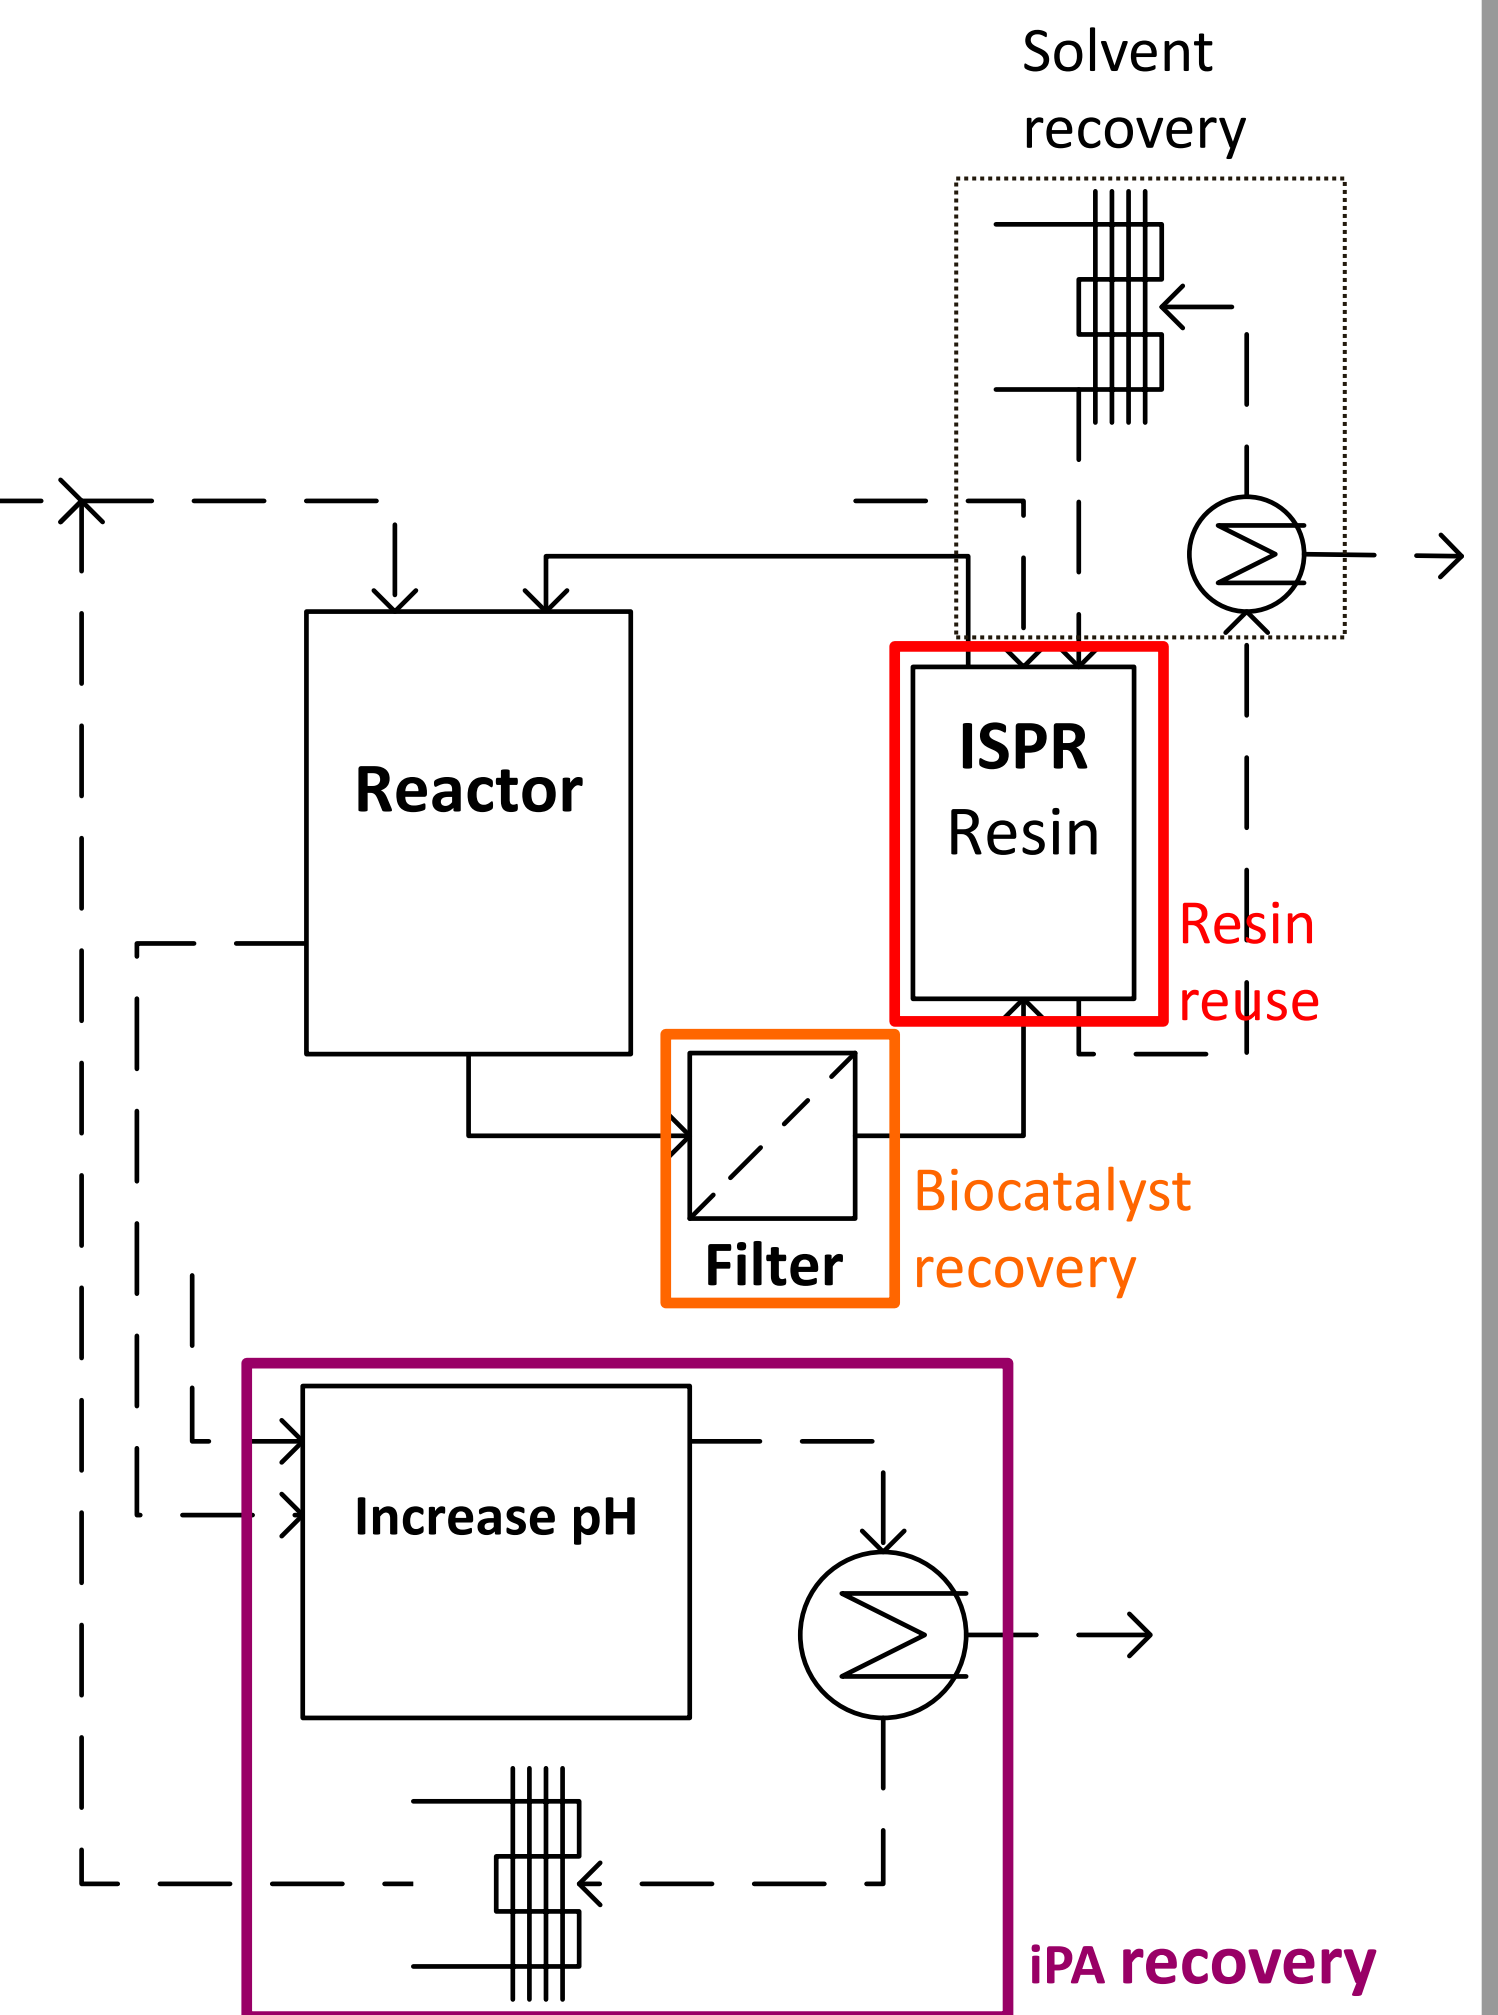 Solvent
recovery
Reactor
ISPR
Resin
Resin
reuse
Biocatalyst
recovery
Filter
Increase pH
iPA recovery